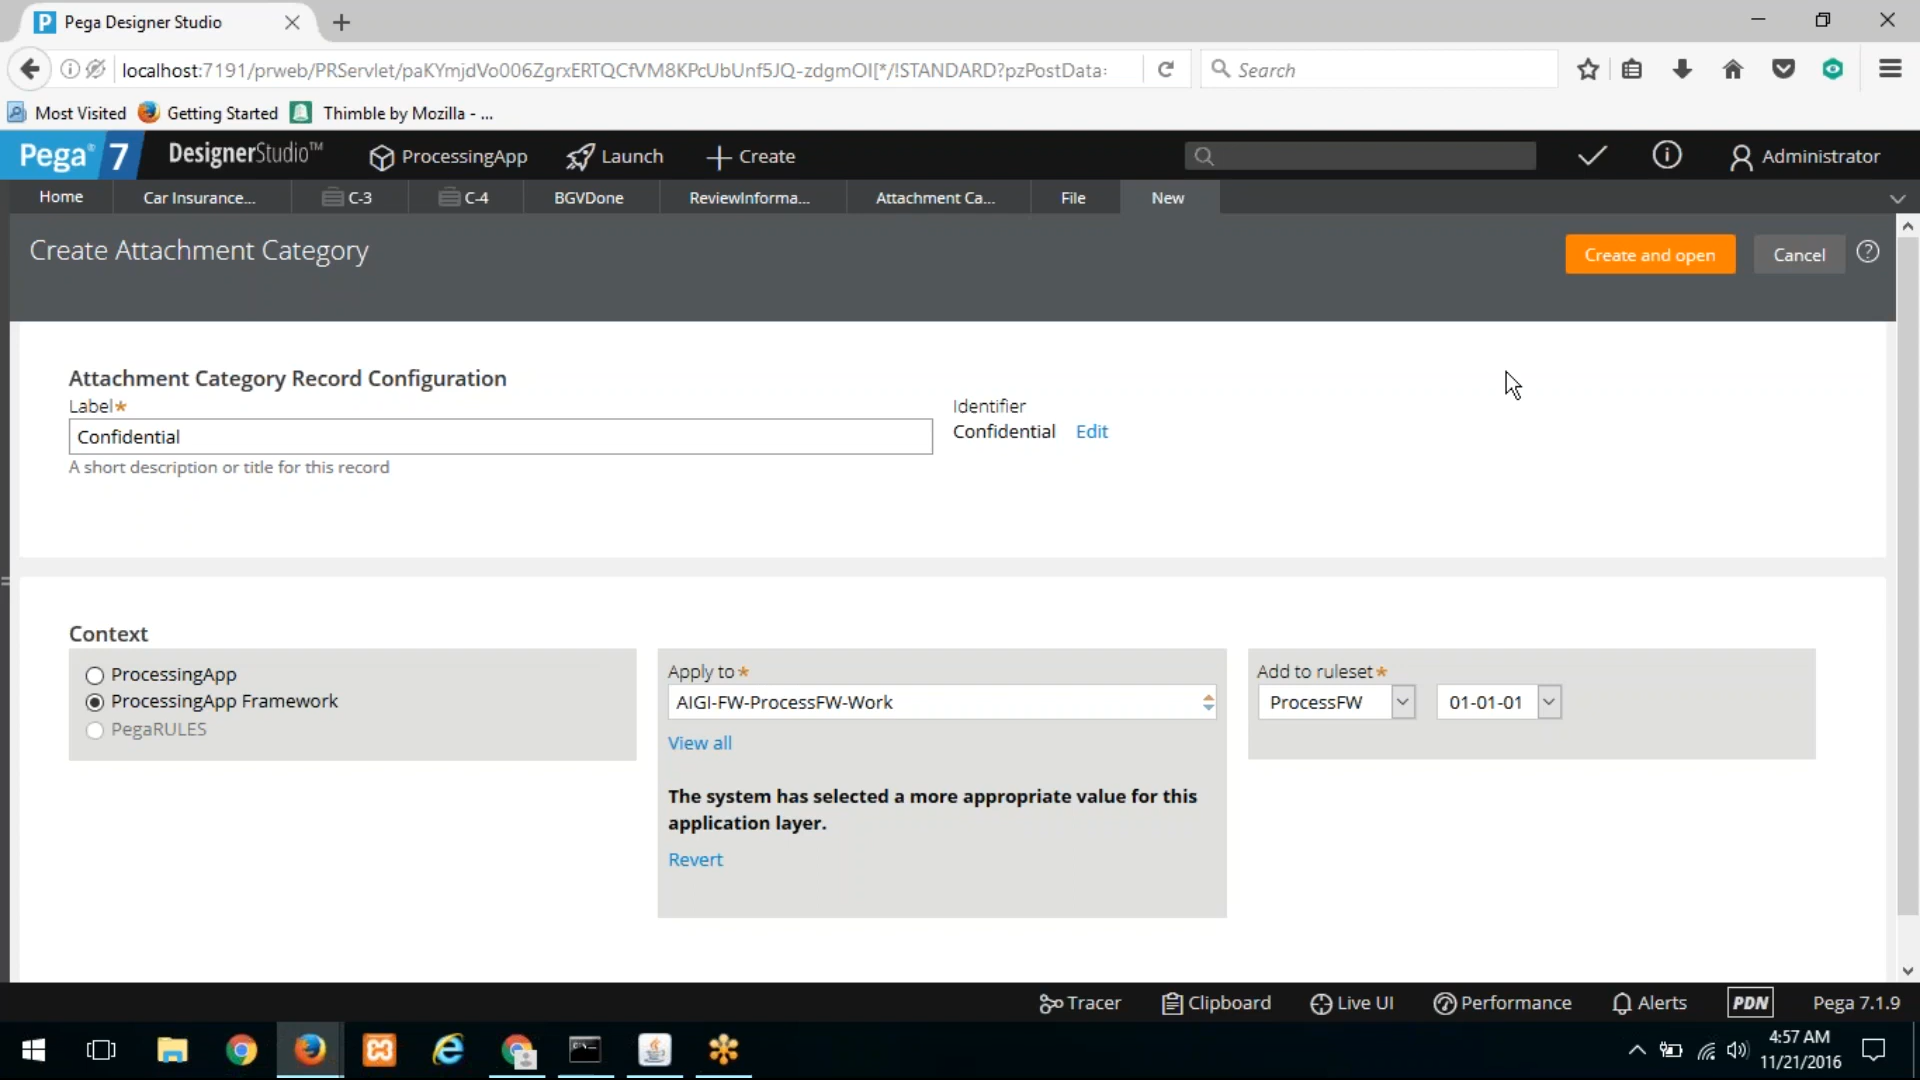 Pega Designer Studio
localhost:7191/prweb/PRServlet/paKYmjdVo006ZgrxERTQCfVM8KPcUbUnf5JQ-zdgmOI[*/!STANDARD?pzPostData:
Search
Most Visited Getting Started Thimble by Mozilla - ...
Pega 7 DesignerStudio™ ProcessingApp Launch Create Administrator
Home Car Insurance... C-3 C-4 BGVDone ReviewInforma... Attachment Ca... File New
Create Attachment Category
Create and open Cancel ?
Attachment Category Record Configuration
Label* Identifier
Confidential Confidential Edit
A short description or title for this record
Context
ProcessingApp
ProcessingApp Framework
PegaRULES
Apply to*
AIGI-FW-ProcessFW-Work
View all
The system has selected a more appropriate value for this
application layer.
Revert
Add to ruleset*
ProcessFW 01-01-01
Tracer Clipboard Live UI Performance Alerts PDN Pega 7.1.9
4:57 AM
11/21/2016